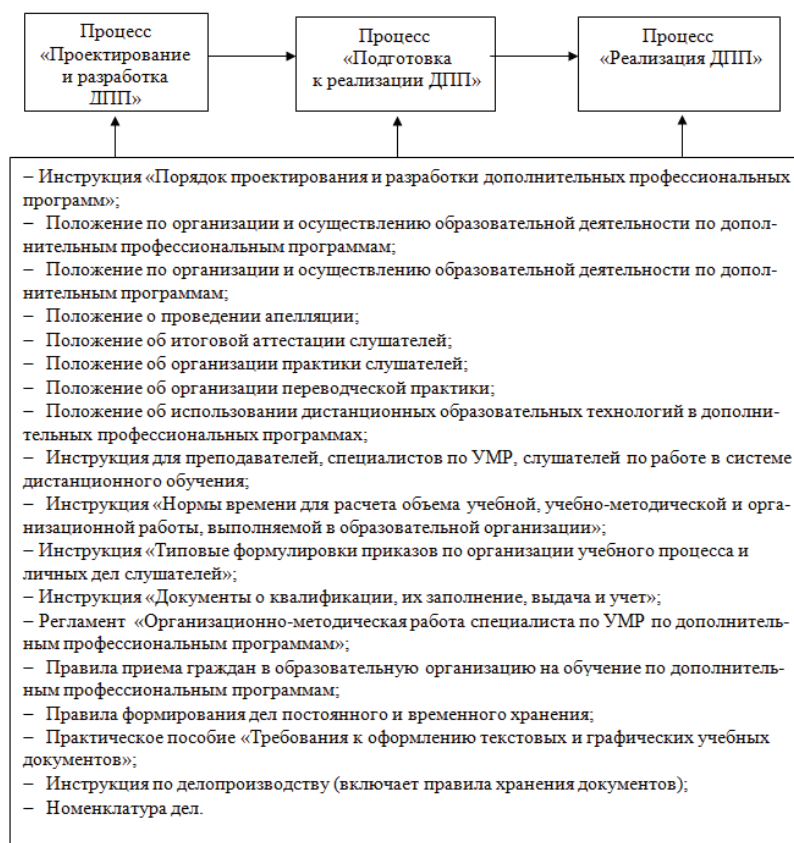 Процесс
«Проектирование
и разработка
ДПП»
Процесс
«Подготовка
к реализации ДПП»
Процесс
«Реализация ДПП»
– Инструкция «Порядок проектирования и разработки дополнительных профессиональных
программ»;
– Положение по организации и осуществлению образовательной деятельности по допол-
нительным профессиональным программам;
– Положение по организации и осуществлению образовательной деятельности по допол-
нительным программам;
– Положение о проведении апелляции;
– Положение об итоговой аттестации слушателей;
– Положение об организации практики слушателей;
– Положение об организации переводческой практики;
– Положение об использовании дистанционных образовательных технологий в дополни-
тельных профессиональных программах;
– Инструкция для преподавателей, специалистов по УМР, слушателей по работе в системе
дистанционного обучения;
– Инструкция «Нормы времени для расчета объема учебной, учебно-методической и орга-
низационной работы, выполняемой в образовательной организации»;
– Инструкция «Типовые формулировки приказов по организации учебного процесса и
личных дел слушателей»;
– Инструкция «Документы о квалификации, их заполнение, выдача и учет»;
– Регламент «Организационно-методическая работа специалиста по УМР по дополнитель-
ным профессиональным программам»;
– Правила приема граждан в образовательную организацию на обучение по дополнитель-
ным профессиональным программам;
– Правила формирования дел постоянного и временного хранения;
– Практическое пособие «Требования к оформлению текстовых и графических учебных
документов»;
– Инструкция по делопроизводству (включает правила хранения документов);
– Номенклатура дел.